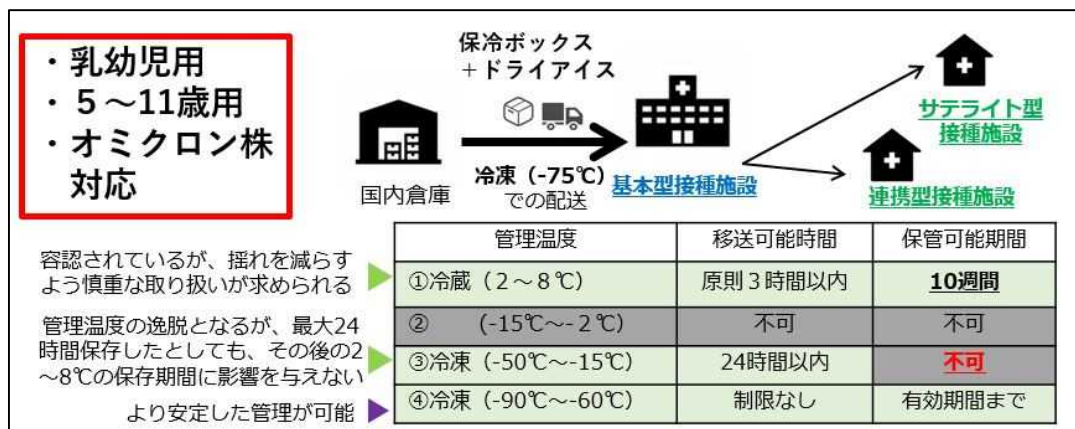 ・乳幼児用
・５～11歳用
・オミクロン株
対応
保冷ボックス
＋ドライアイス
冷凍（-75℃）
での配送
国内倉庫
基本型接種施設
サテライト型
接種施設
連携型接種施設
管理温度 移送可能時間 保管可能期間
容認されているが、揺れを減らす
よう慎重な取り扱いが求められる
①冷蔵（２～８℃） 原則３時間以内 10週間
② (-15℃～-２℃） 不可 不可
管理温度の逸脱となるが、最大24
時間保存したとしても、その後の2
～8℃の保存期間に影響を与えない
③冷凍（-50℃～-15℃） 24時間以内 不可
より安定した管理が可能
④冷凍（-90℃～-60℃） 制限なし 有効期間まで